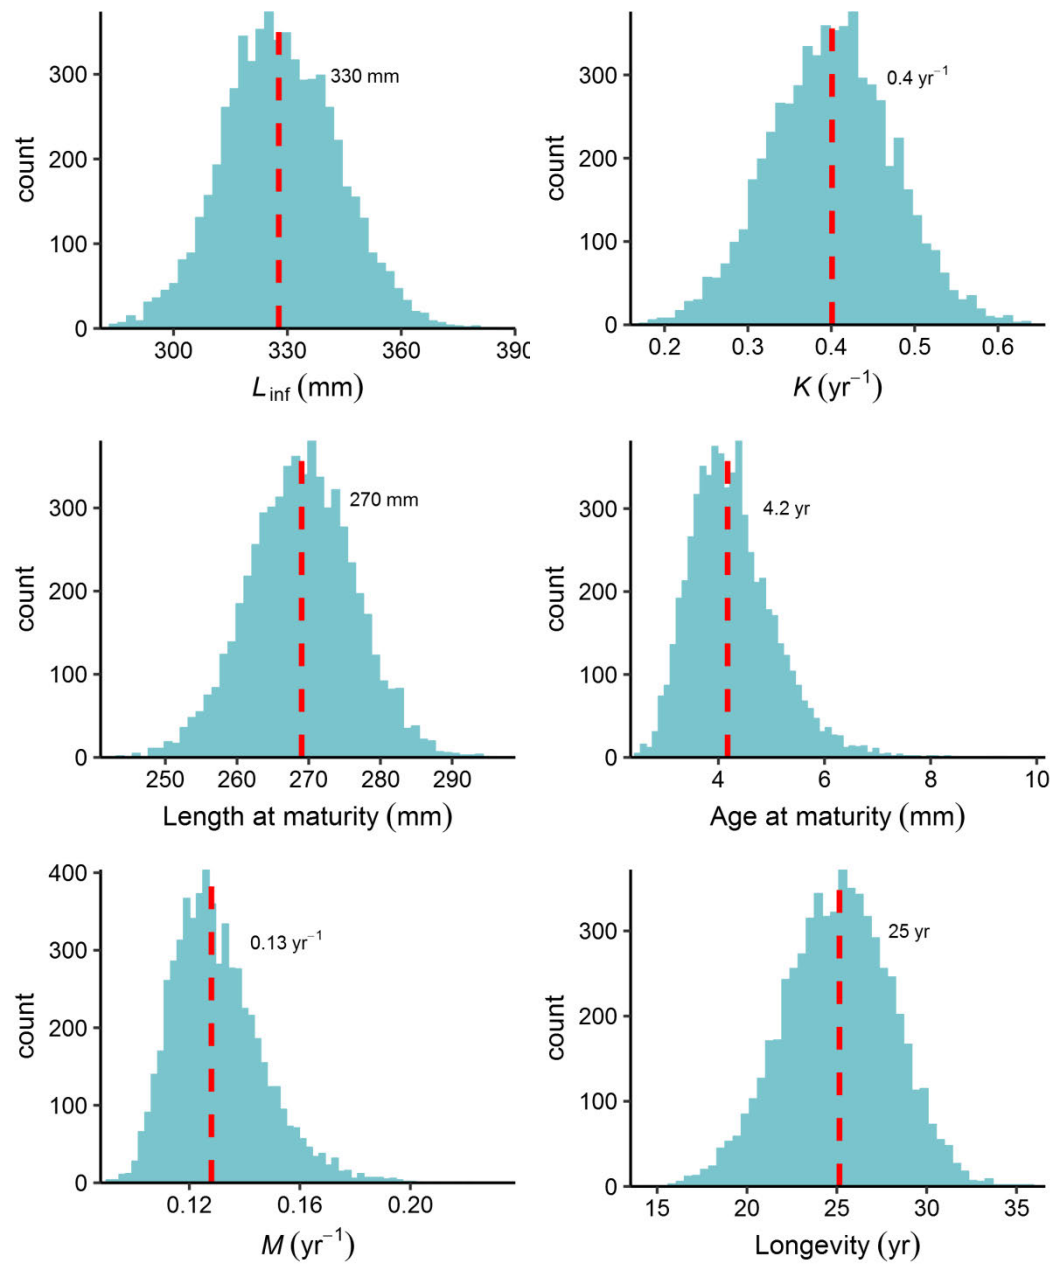 300
200
100
0
count
330 mm
300
330
360
390
L inf (mm)
300
200
100
0
count
0.4 yr⁻¹
0.2
0.3
0.4
0.5
0.6
K (yr⁻¹)
300
200
100
0
count
270 mm
250
260
270
280
290
Length at maturity (mm)
300
200
100
0
count
4.2 yr
4
6
8
10
Age at maturity (mm)
400
300
200
100
0
count
0.13 yr⁻¹
0.12
0.16
0.20
M (yr⁻¹)
300
200
100
0
count
25 yr
15
20
25
30
35
Longevity (yr)